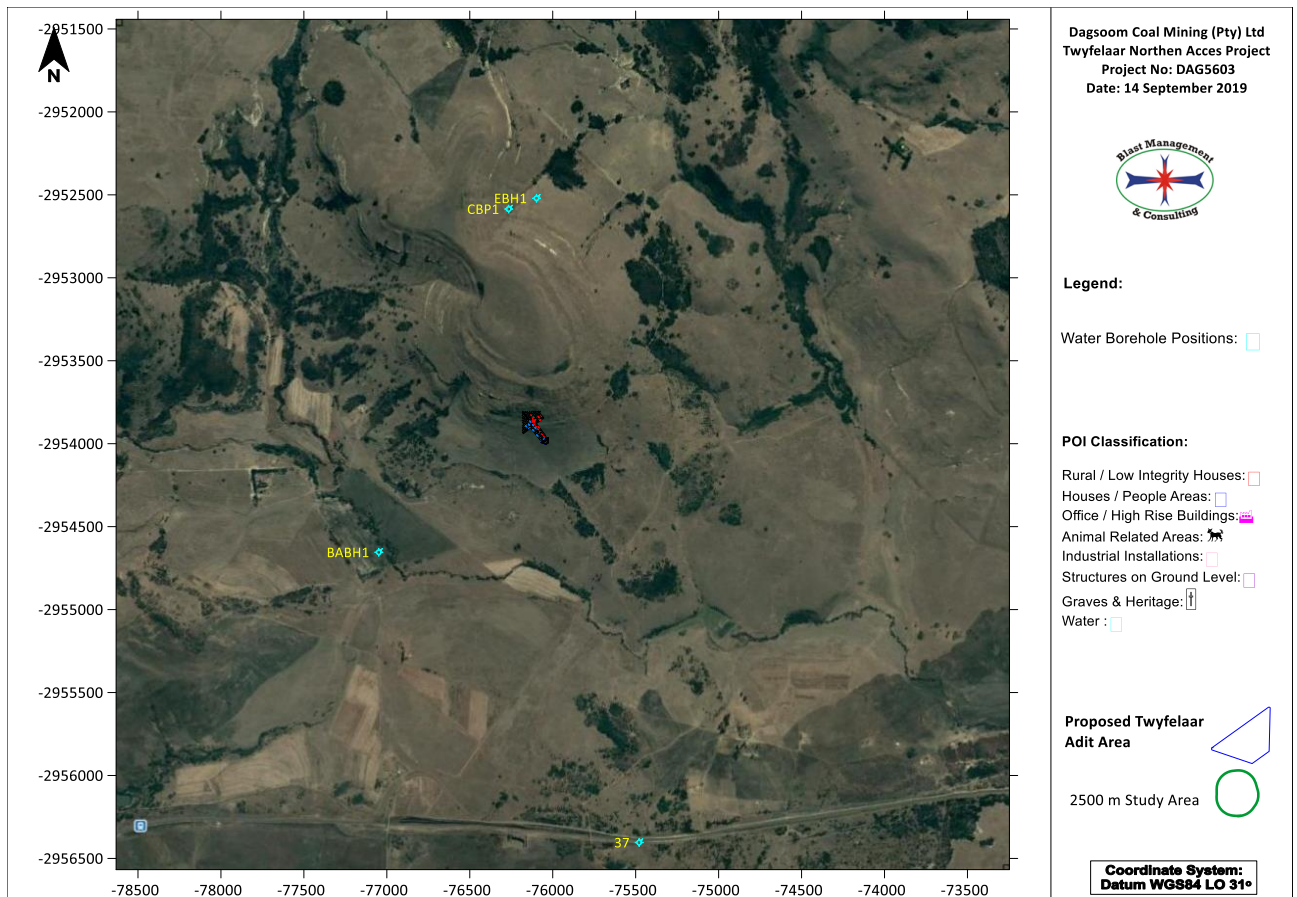 N
-2951500
-2952000
-2952500
-2953000
-2953500
-2954000
-2954500
-2955000
-2955500
-2956000
-2956500
-78500 -78000 -77500 -77000 -76500 -76000 -75500 -75000 -74500 -74000 -73500
EBH1
CBP1
BABH1
37
Dagsoom Coal Mining (Pty) Ltd
Twyfelaar Northen Acces Project
Project No: DAG5603
Date: 14 September 2019
Blast Management
& Consulting
Legend:
Water Borehole Positions:
POI Classification:
Rural / Low Integrity Houses:
Houses / People Areas:
Office / High Rise Buildings:
Animal Related Areas:
Industrial Installations:
Structures on Ground Level:
Graves & Heritage:
Water :
Proposed Twyfelaar
Adit Area
2500 m Study Area
Coordinate System:
Datum WGS84 LO 31º